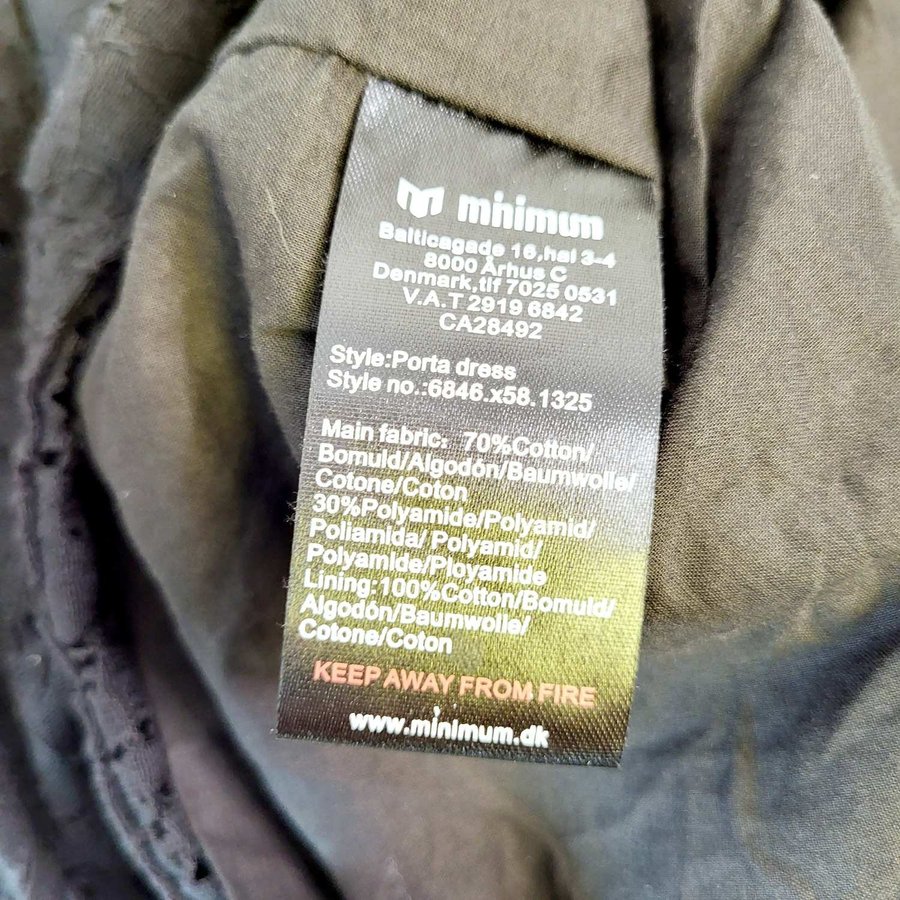 minimum
Balticagade 16,hal 3-4
8000 Århus C
Denmark,tlf 7025 0531
V.A.T 2919 6842
CA28492
Style:Porta dress
Style no.:6846.x58.1325
Main fabric: 70%Cotton/
Bomuld/Algodón/Baumwolle/
Cotone/Coton
30%Polyamide/Polyamid/
Poliamida/ Polyamid/
Polyamide/Ployamide
Lining:100%Cotton/Bomuld/
Algodón/Baumwolle/
Cotone/Coton
KEEP AWAY FROM FIRE
www.minimum.dk